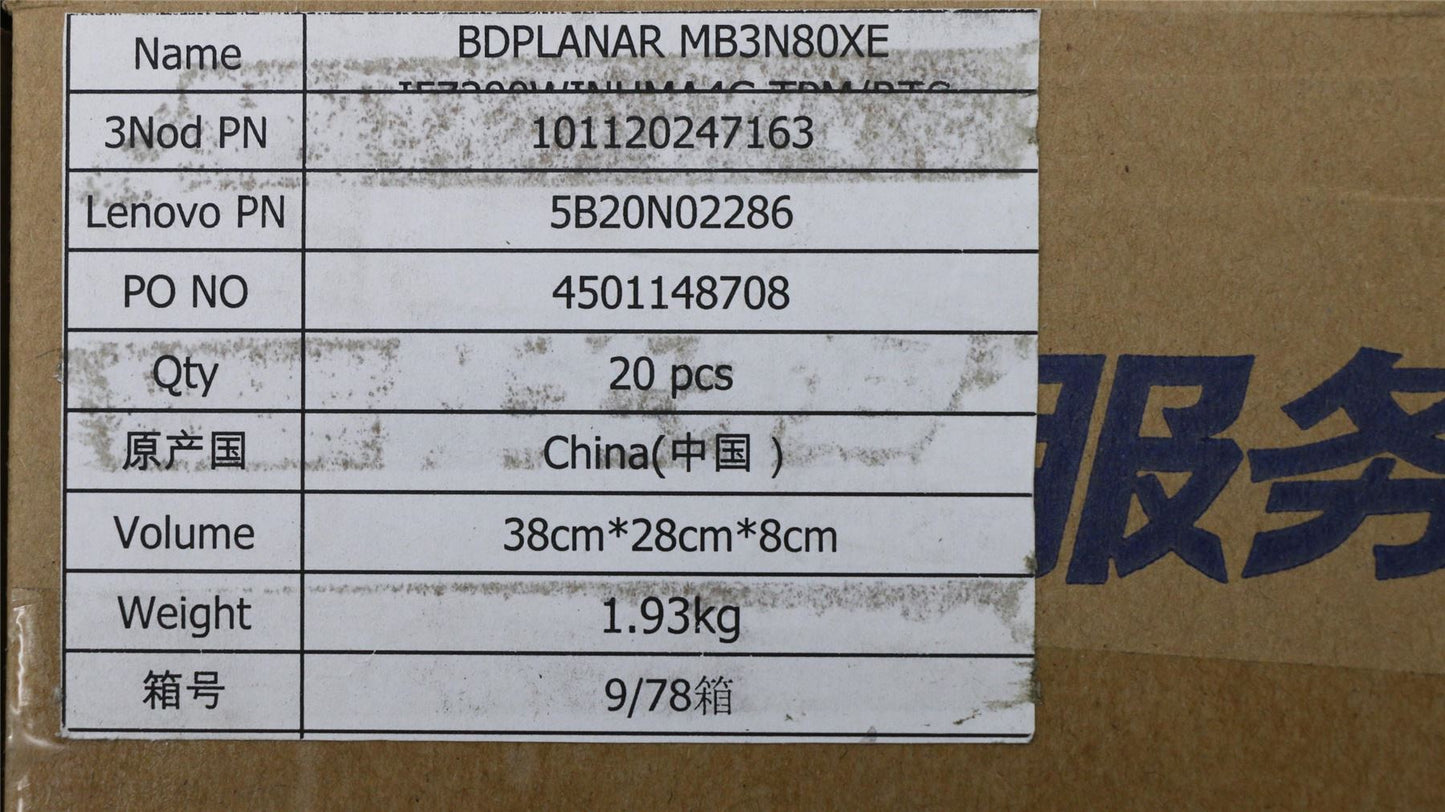 Name BDPLANAR MB3N80XE
3Nod PN 101120247163
Lenovo PN 5B20N02286
PO NO 4501148708
Qty 20 pcs
原产国 China(中国 )
Volume 38cm*28cm*8cm
Weight 1.93kg
箱号 9/78箱
服务